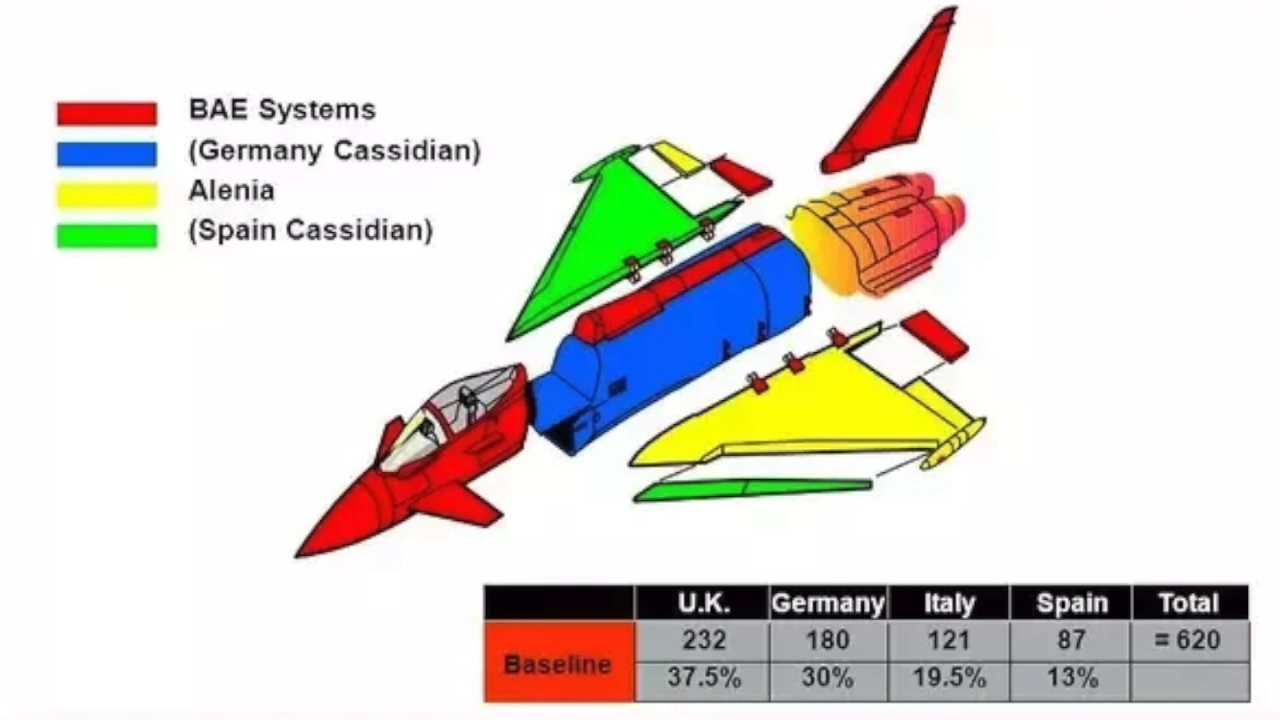 BAE Systems
(Germany Cassidian)
Alenia
(Spain Cassidian)
U.K. Germany Italy Spain Total
Baseline
232 180 121 87 = 620
37.5% 30% 19.5% 13%